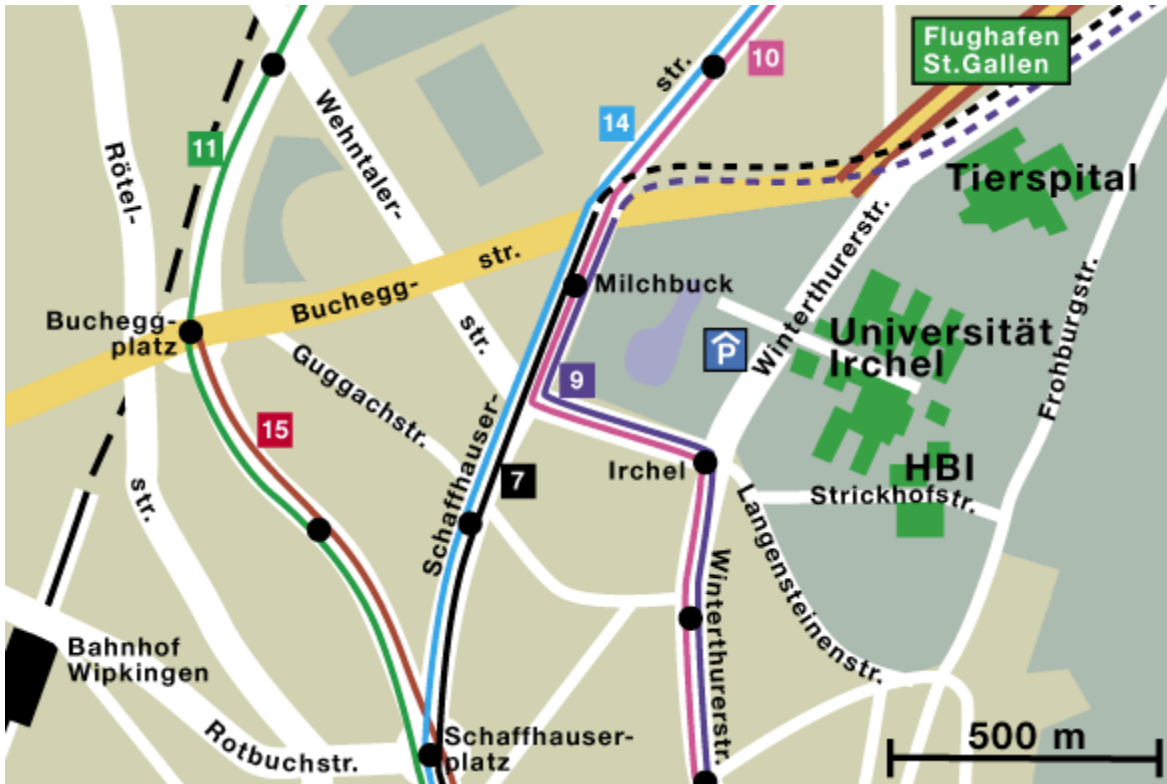 Flughafen
St.Gallen
10
str.
14
11
Wehntaler-
str.
Rötel-
str.
Tierspital
Buchegg-
str.
Milchbuck
Buchegg-
platz
P
Winterthurerstr.
Universität
Irchel
Frohburgstr.
Guggachstr.
9
15
Schaffhauser-
7
Irchel
HBI
Strickhofstr.
Langensteinenstr.
Winterthurerstr.
Bahnhof
Wipkingen
Rotbuchstr.
Schaffhauser-
platz
500 m